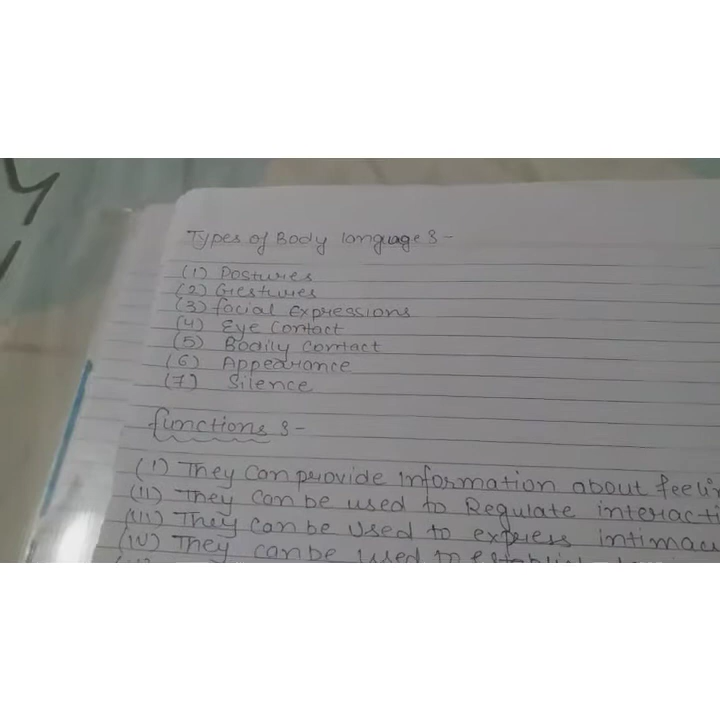 Types of Body language :-
(1) Postures
(2) Gestures
(3) facial Expressions
(4) Eye Contact
(5) Bodily Contact
(6) Appearance
(7) Silence
functions :-
(I) They can provide information about
(II) They can be used to Regulate
(III) They can be used to express
(IV) They can be used to